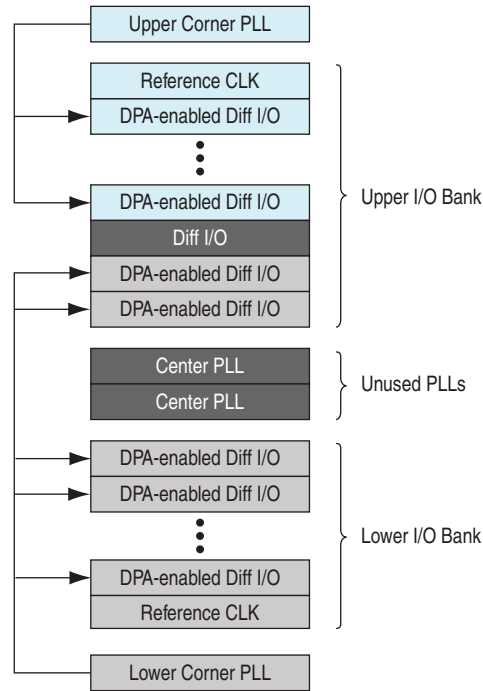 Upper Corner PLL
Reference CLK
DPA-enabled Diff I/O
DPA-enabled Diff I/O
Diff I/O
DPA-enabled Diff I/O
DPA-enabled Diff I/O
Upper I/O Bank
Center PLL
Center PLL
Unused PLLs
DPA-enabled Diff I/O
DPA-enabled Diff I/O
DPA-enabled Diff I/O
Reference CLK
Lower I/O Bank
Lower Corner PLL